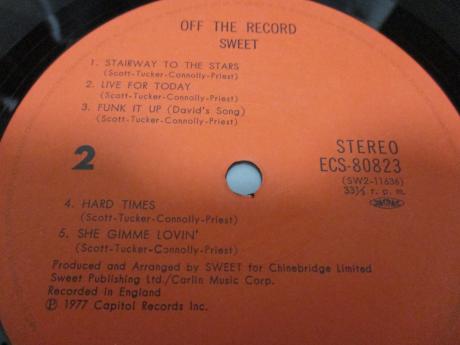 OFF THE RECORD
SWEET
1. STAIRWAY TO THE STARS
(Scott-Tucker-Connolly-Priest)
2. LIVE FOR TODAY
(Scott-Tucker-Connolly-Priest)
3. FUNK IT UP (David's Song)
(Scott-Tucker-Connolly-Priest)
2
STEREO
ECS-80823
(SW2-11636)
33⅓ r. p. m.
4. HARD TIMES
(Scott-Tucker-Connolly-Priest)
5. SHE GIMME LOVIN'
(Scott-Tucker-Connolly-Priest)
Produced and Arranged by SWEET for Chinebridge Limited
Sweet Publishing Ltd./Carlin Music Corp.
Recorded in England
Ⓟ 1977 Capitol Records Inc.